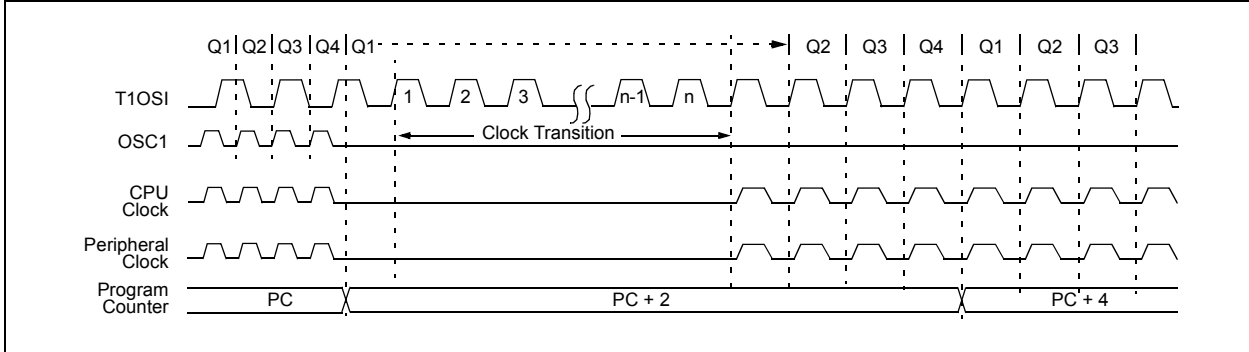 Q1 Q2 Q3 Q4 Q1 Q2 Q3 Q4 Q1 Q2 Q3
T1OSI 1 2 3 n-1 n
Clock Transition
OSC1
CPU
Clock
Peripheral
Clock
Program
Counter
PC PC + 2 PC + 4